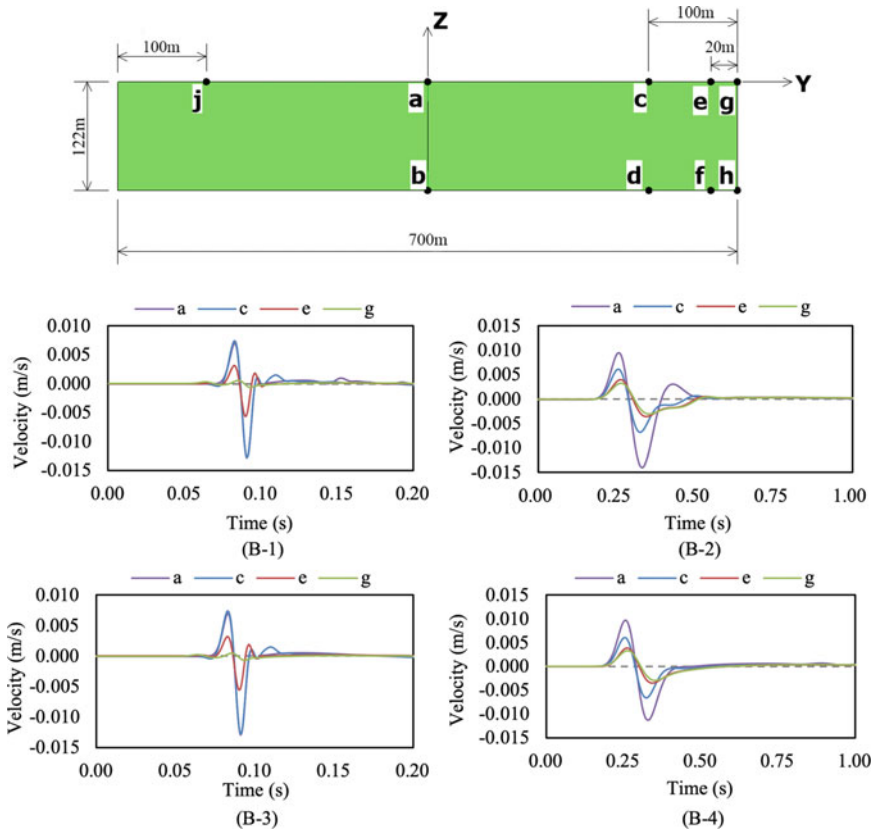 Z
100m
100m
20m
Y
j
a
c
e
g
122m
b
d
f
h
700m
a c e g
0.010
0.005
0.000
-0.005
-0.010
-0.015
Velocity (m/s)
0.00 0.05 0.10 0.15 0.20
Time (s)
(B-1)
a c e g
0.015
0.010
0.005
0.000
-0.005
-0.010
-0.015
Velocity (m/s)
0.00 0.25 0.50 0.75 1.00
Time (s)
(B-2)
a c e g
0.010
0.005
0.000
-0.005
-0.010
-0.015
Velocity (m/s)
0.00 0.05 0.10 0.15 0.20
Time (s)
(B-3)
a c e g
0.015
0.010
0.005
0.000
-0.005
-0.010
-0.015
Velocity (m/s)
0.00 0.25 0.50 0.75 1.00
Time (s)
(B-4)